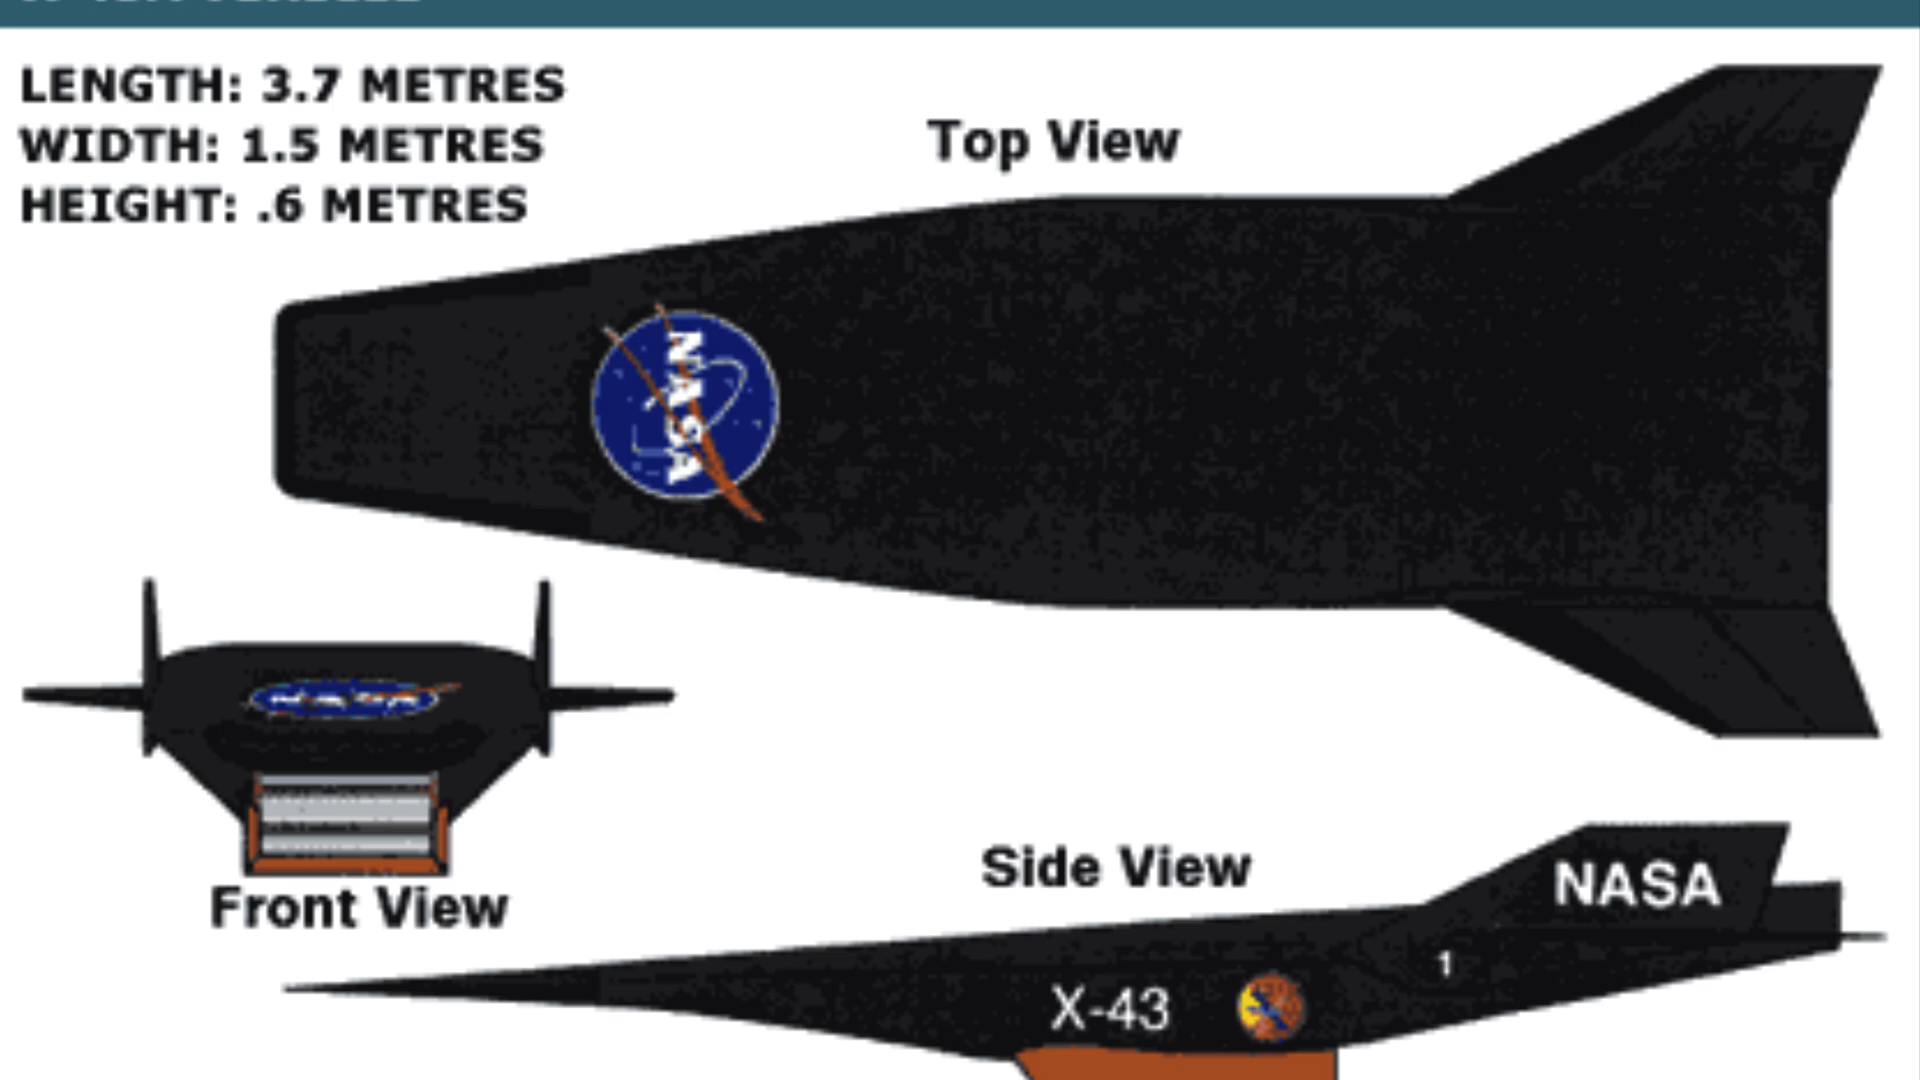 LENGTH: 3.7 METRES
WIDTH: 1.5 METRES
HEIGHT: .6 METRES
Top View
NASA
Front View
Side View
NASA
1
X-43